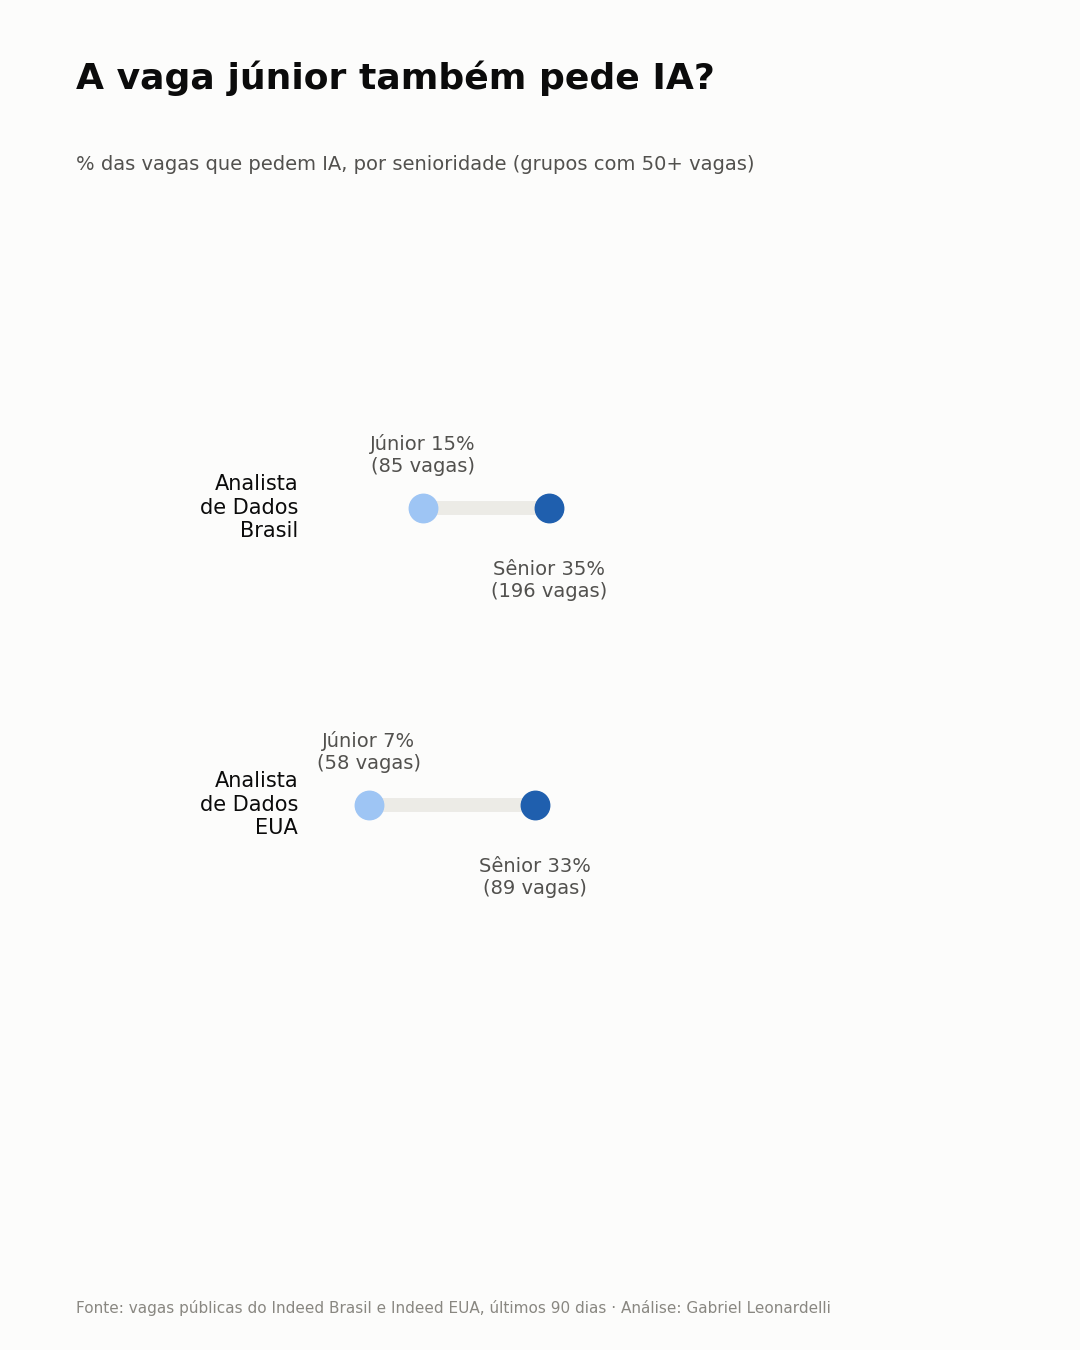 A vaga júnior também pede IA?
% das vagas que pedem IA, por senioridade (grupos com 50+ vagas)
Júnior 15%
(85 vagas)
Analista
de Dados
Brasil
Sênior 35%
(196 vagas)
Júnior 7%
(58 vagas)
Analista
de Dados
EUA
Sênior 33%
(89 vagas)
Fonte: vagas públicas do Indeed Brasil e Indeed EUA, últimos 90 dias · Análise: Gabriel Leonardelli